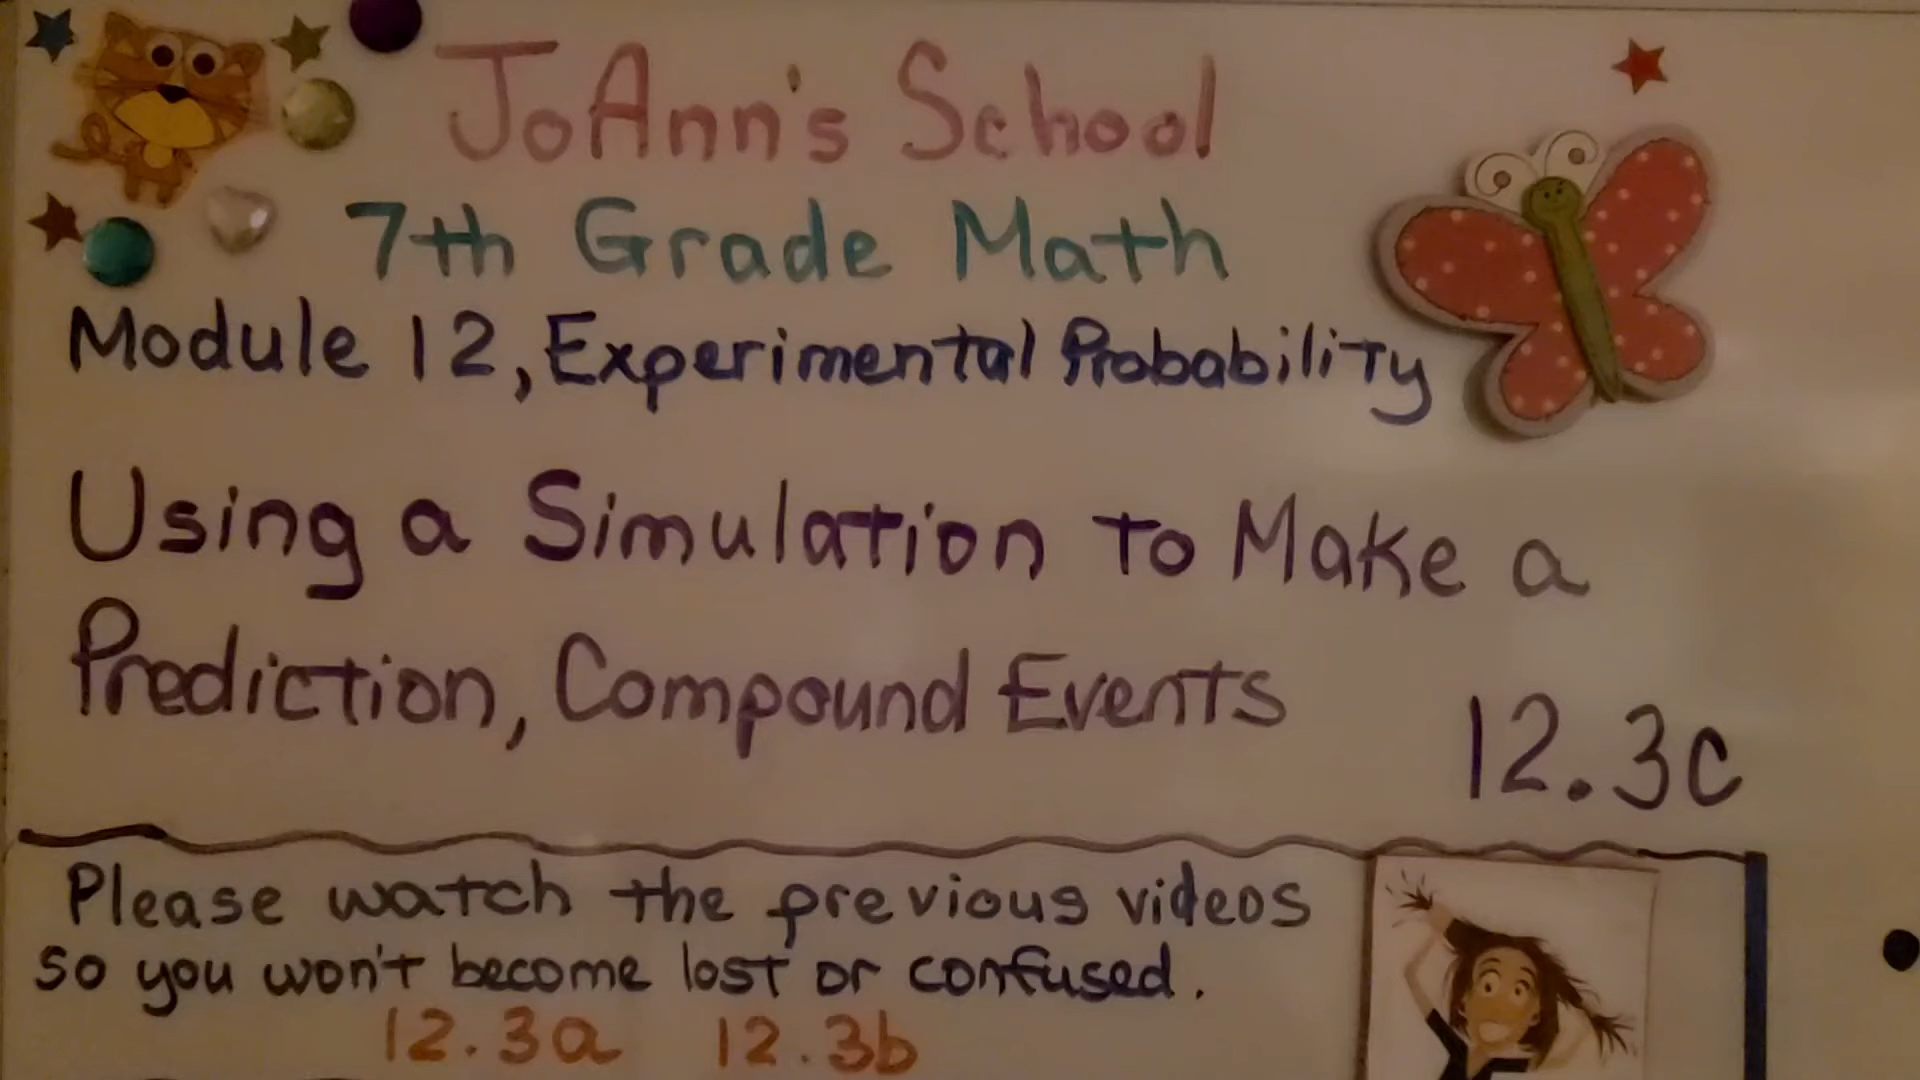 JoAnn's School
7th Grade Math
Module 12, Experimental Probability
Using a Simulation to Make a
Prediction, Compound Events
12.3c
Please watch the previous videos
so you won't become lost or confused.
12.3a 12.3b